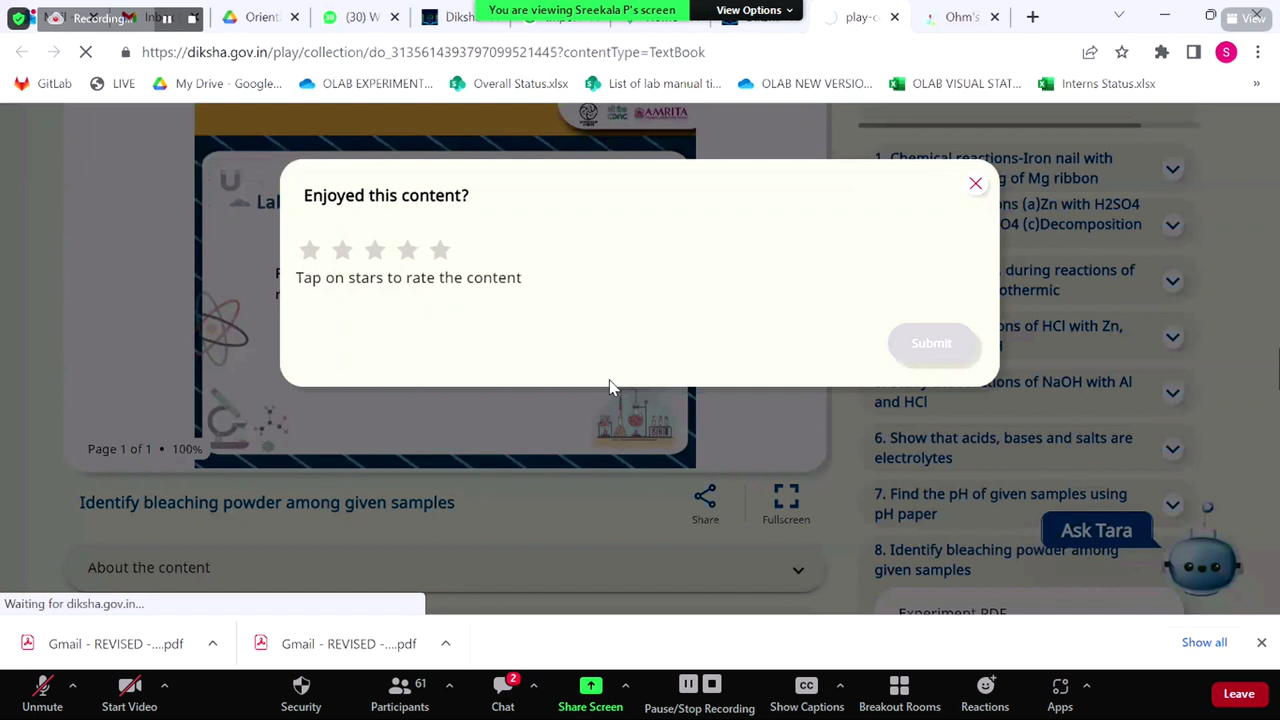 Recording...
You are viewing Sreekala P's screen
View Options
View
Orient
(30) W
Diksha
play-c
Ohm's
https://diksha.gov.in/play/collection/do_31356143937970995214445?contentType=TextBook
GitLab
LIVE
My Drive - Google...
OLAB EXPERIMENT...
Overall Status.xlsx
List of lab manual ti...
OLAB NEW VERSIO...
OLAB VISUAL STAT...
Interns Status.xlsx
AMRITA
Enjoyed this content?
Tap on stars to rate the content
Submit
Page 1 of 1 • 100%
Identify bleaching powder among given samples
Share
Fullscreen
About the content
1. Chemical reactions-Iron nail with
g of Mg ribbon
ns (a)Zn with H2SO4
O4 (c)Decomposition
during reactions of
othermic
ons of HCl with Zn,
ons of NaOH with Al
and HCl
6. Show that acids, bases and salts are
electrolytes
7. Find the pH of given samples using
pH paper
Ask Tara
8. Identify bleaching powder among
given samples
Experiment PDF
Waiting for diksha.gov.in...
Gmail - REVISED -....pdf
Gmail - REVISED -....pdf
Show all
Unmute
Start Video
Security
61
Participants
2
Chat
Share Screen
Pause/Stop Recording
CC
Show Captions
Breakout Rooms
Reactions
Apps
Leave